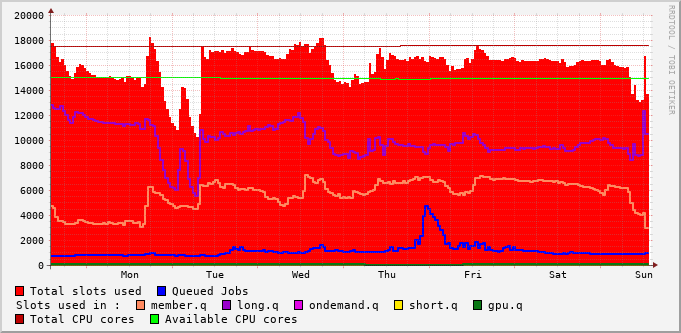 RRDTOOL / TOBI OETIKER
20000
18000
16000
14000
12000
10000
8000
6000
4000
2000
0
Mon Tue Wed Thu Fri Sat Sun
Total slots used Queued Jobs
Slots used in : member.q long.q ondemand.q short.q gpu.q
Total CPU cores Available CPU cores